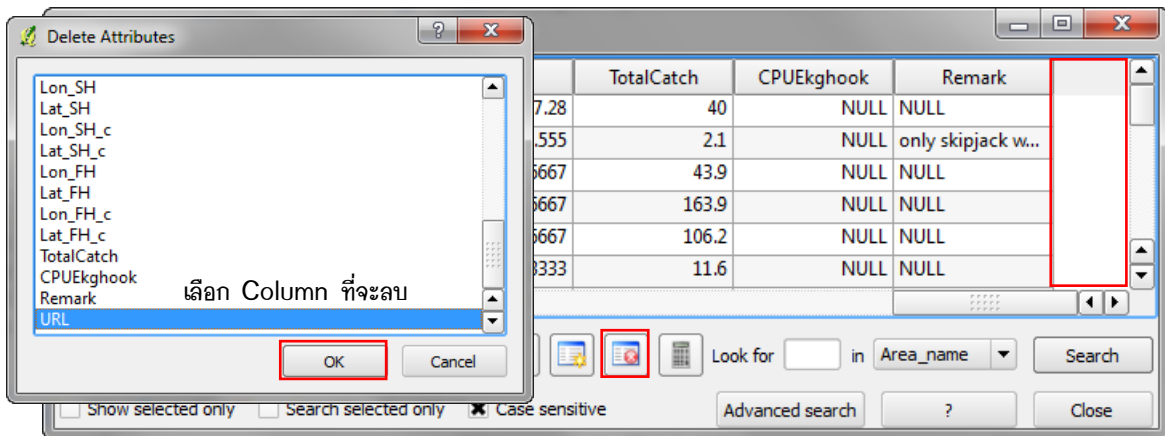 Delete Attributes
Lon_SH
Lat_SH
Lon_SH_c
Lat_SH_c
Lon_FH
Lat_FH
Lon_FH_c
Lat_FH_c
TotalCatch
CPUEkghook
Remark
URL
เลือก Column ที่จะลบ
OK Cancel
TotalCatch CPUEkghook Remark
7.28 40 NULL NULL
.555 2.1 NULL only skipjack w...
6667 43.9 NULL NULL
6667 163.9 NULL NULL
6667 106.2 NULL NULL
3333 11.6 NULL NULL
Look for in Area_name Search
Show selected only Search selected only Case sensitive Advanced search ? Close